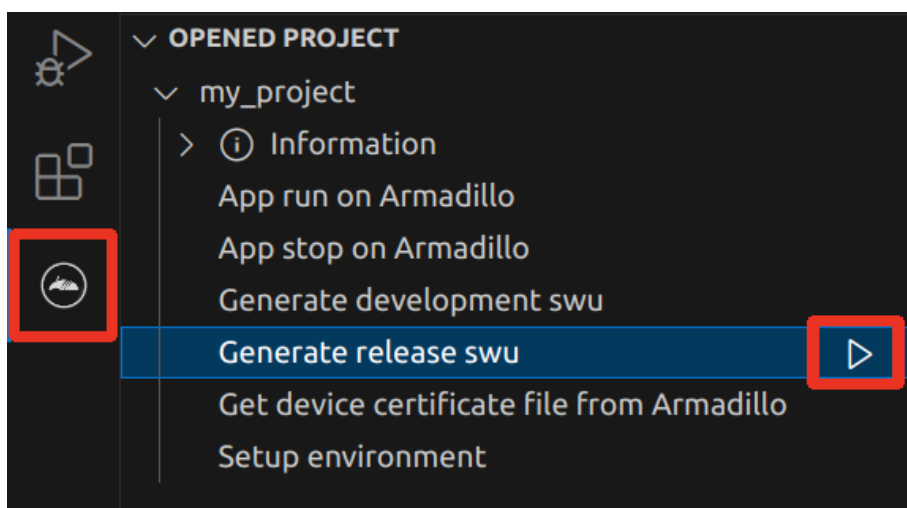 OPENED PROJECT
my_project
Information
App run on Armadillo
App stop on Armadillo
Generate development swu
Generate release swu
Get device certificate file from Armadillo
Setup environment